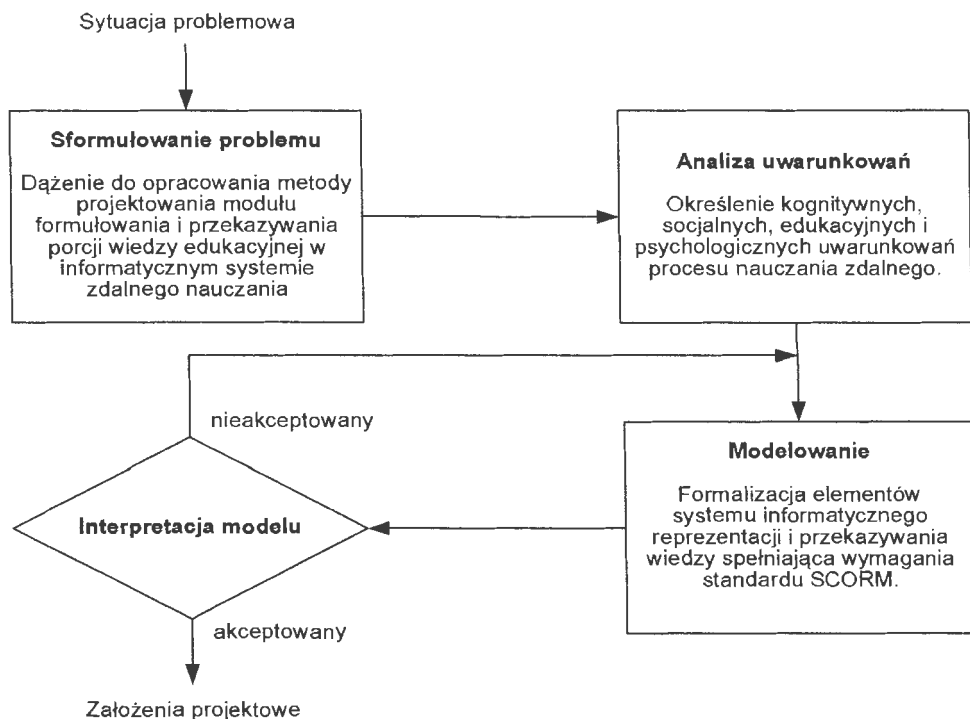 Sytuacja problemowa
Sformułowanie problemu
Dążenie do opracowania metody
projektowania modułu
formułowania i przekazywania
porcji wiedzy edukacyjnej w
informatycznym systemie
zdalnego nauczania
Analiza uwarunkowań
Określenie kognitywnych,
socjalnych, edukacyjnych i
psychologicznych uwarunkowań
procesu nauczania zdalnego.
nieakceptowany
Modelowanie
Formalizacja elementów
systemu informatycznego
reprezentacji i przekazywania
wiedzy spełniająca wymagania
standardu SCORM.
Interpretacja modelu
akceptowany
Założenia projektowe